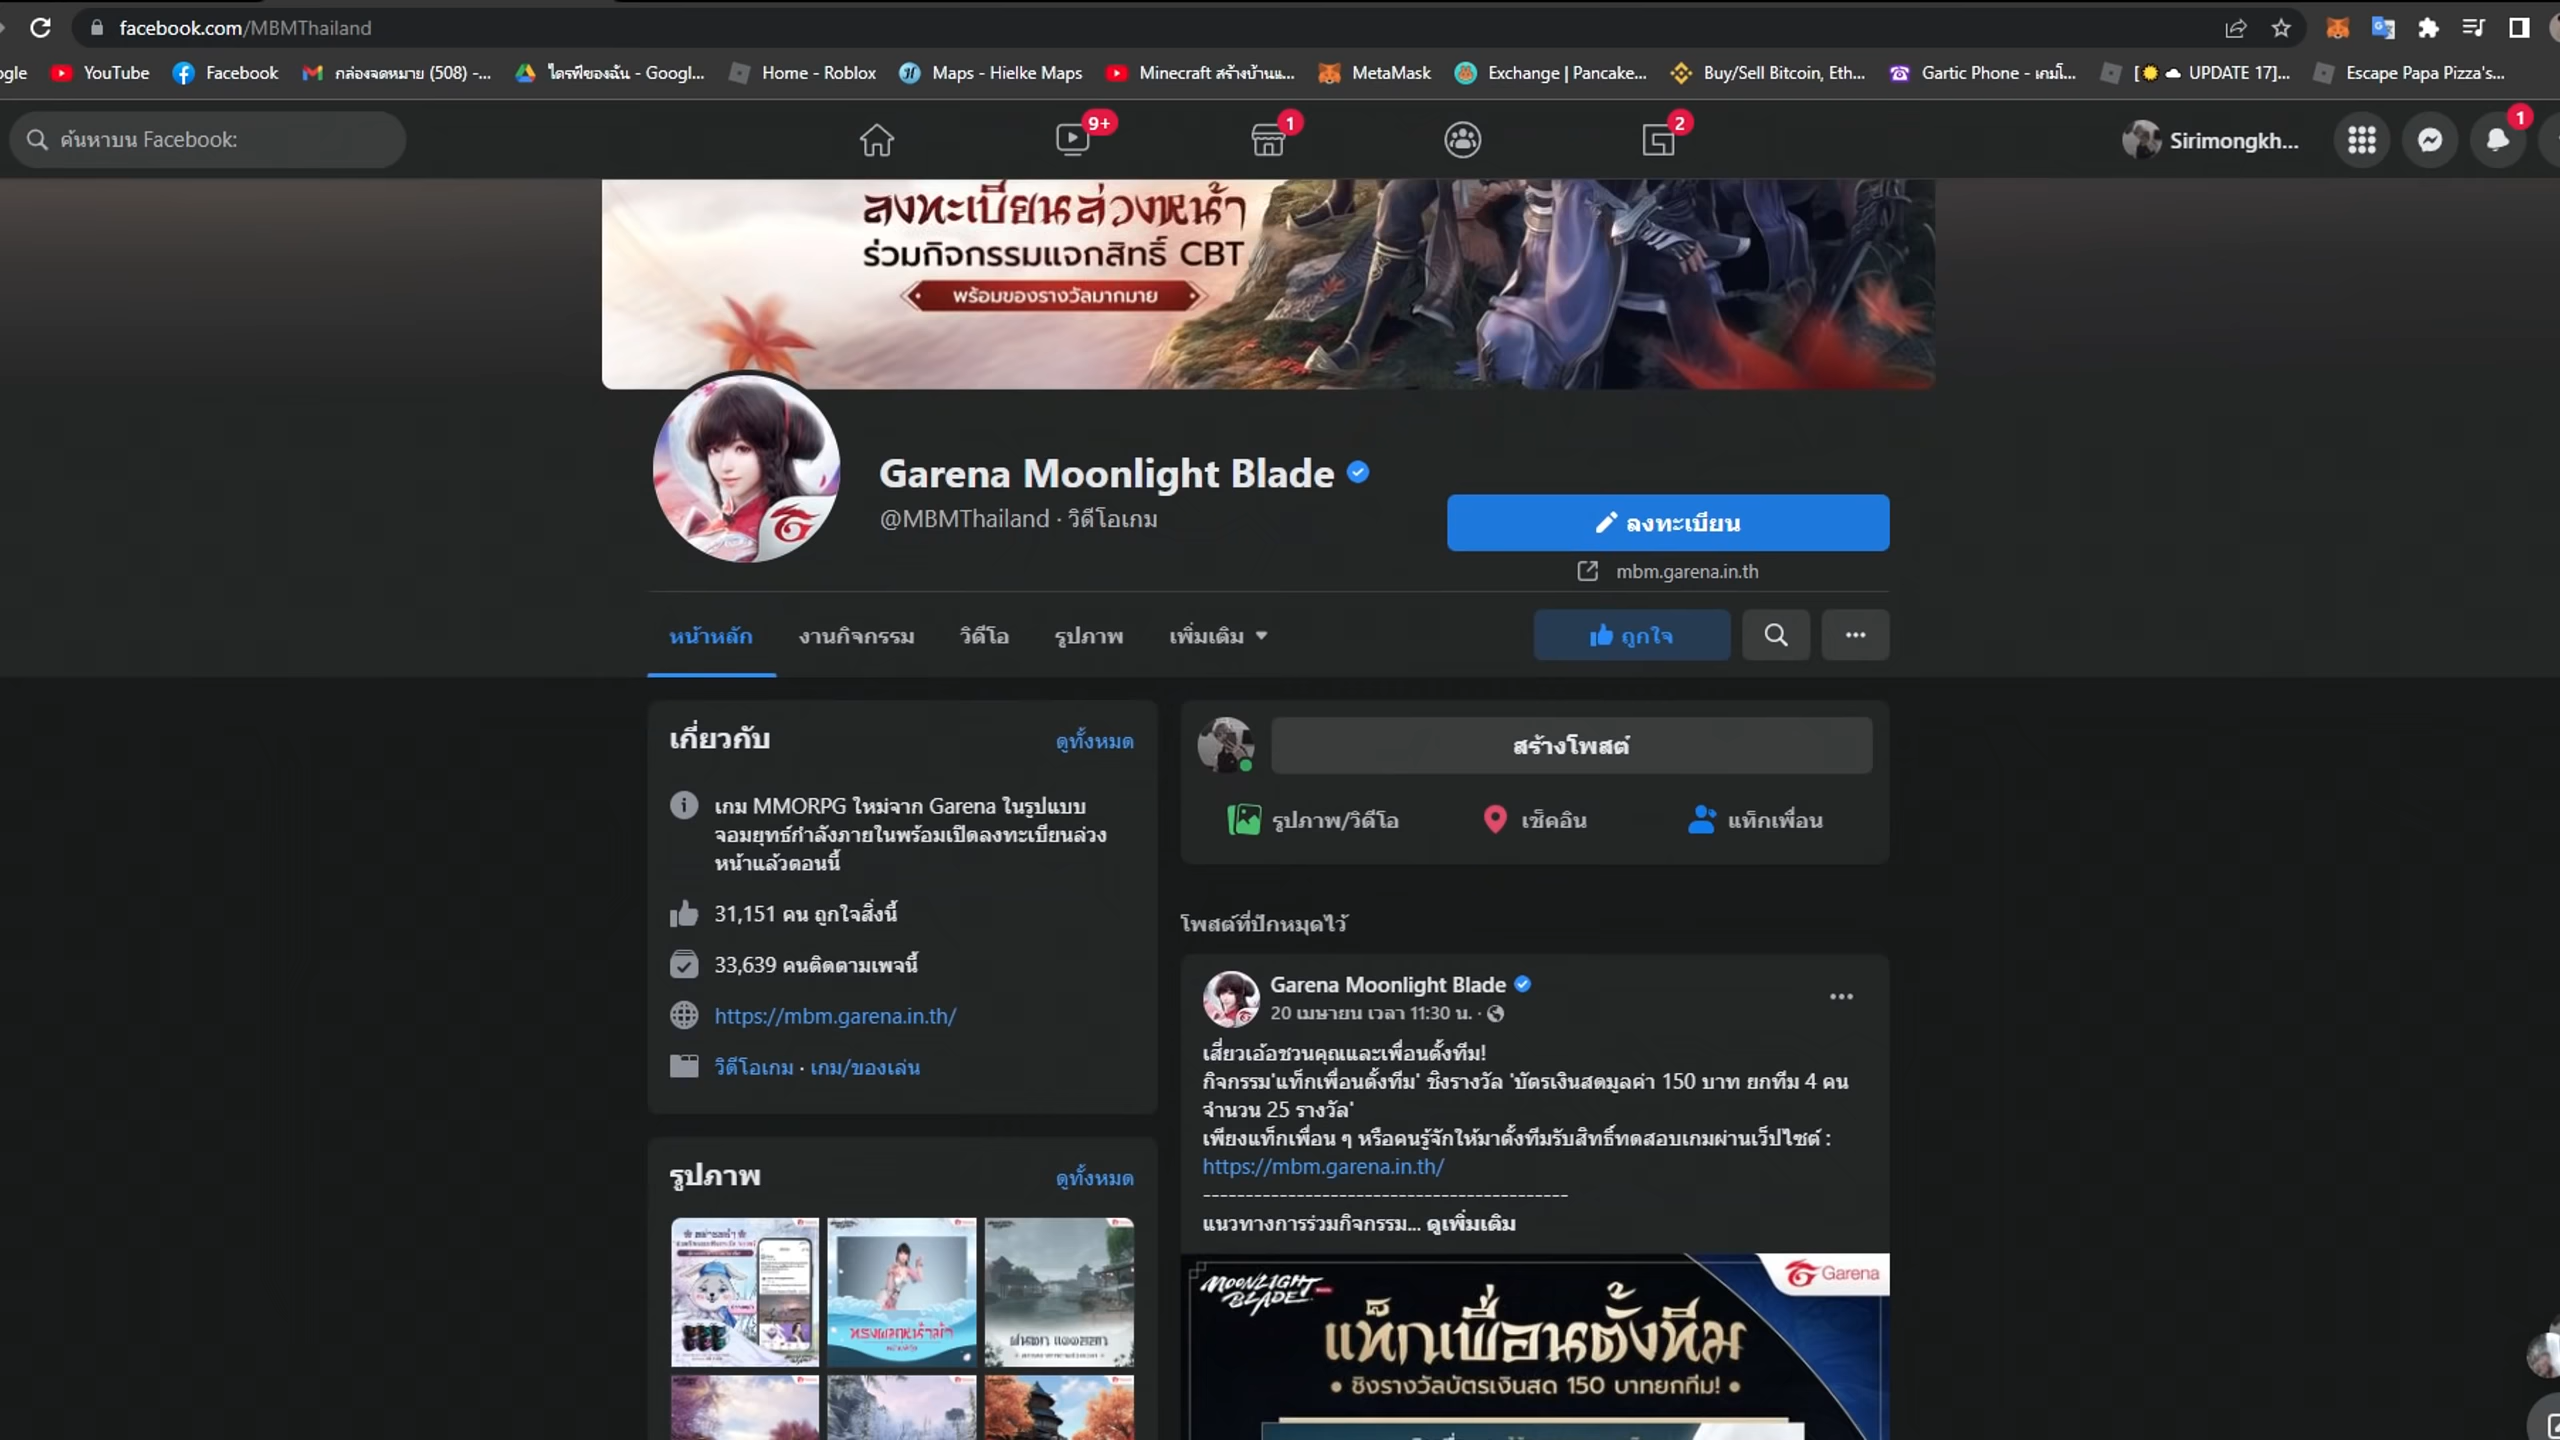 facebook.com/MBMThailand
YouTube
Facebook
กล่องจดหมาย (508) -...
ไดรฟ์ของฉัน - Googl...
Home - Roblox
Maps - Hielke Maps
Minecraft สร้างบ้านแ...
MetaMask
Exchange | Pancake...
Buy/Sell Bitcoin, Eth...
Gartic Phone - เกมโ...
UPDATE 17]...
Escape Papa Pizza's...
ค้นหาบน Facebook:
9+
1
2
Sirimongkh...
1
ลงทะเบียนล่วงหน้า
ร่วมกิจกรรมแจกสิทธิ์ CBT
พร้อมของรางวัลมากมาย
Garena Moonlight Blade
@MBMThailand · วิดีโอเกม
ลงทะเบียน
mbm.garena.in.th
หน้าหลัก
งานกิจกรรม
วิดีโอ
รูปภาพ
เพิ่มเติม
ถูกใจ
เกี่ยวกับ
ดูทั้งหมด
เกม MMORPG ใหม่จาก Garena ในรูปแบบ
จอมยุทธ์กำลังภายในพร้อมเปิดลงทะเบียนล่วง
หน้าแล้วตอนนี้
31,151 คน ถูกใจสิ่งนี้
33,639 คนติดตามเพจนี้
https://mbm.garena.in.th/
วิดีโอเกม · เกม/ของเล่น
รูปภาพ
ดูทั้งหมด
สร้างโพสต์
รูปภาพ/วิดีโอ
เช็คอิน
แท็กเพื่อน
โพสต์ที่ปักหมุดไว้
Garena Moonlight Blade
20 เมษายน เวลา 11:30 น. ·
เสี่ยวเอ้อชวนคุณและเพื่อนตั้งทีม!
กิจกรรม'แท็กเพื่อนตั้งทีม' ชิงรางวัล 'บัตรเงินสดมูลค่า 150 บาท ยกทีม 4 คน
จำนวน 25 รางวัล'
เพียงแท็กเพื่อน ๆ หรือคนรู้จักให้มาตั้งทีมรับสิทธิ์ทดสอบเกมผ่านเว็ปไซต์ :
https://mbm.garena.in.th/
-------------------------------------------
แนวทางการร่วมกิจกรรม... ดูเพิ่มเติม
MOONLIGHT
BLADE
Garena
แท็กเพื่อนตั้งทีม
• ชิงรางวัลบัตรเงินสด 150 บาทยกทีม! •